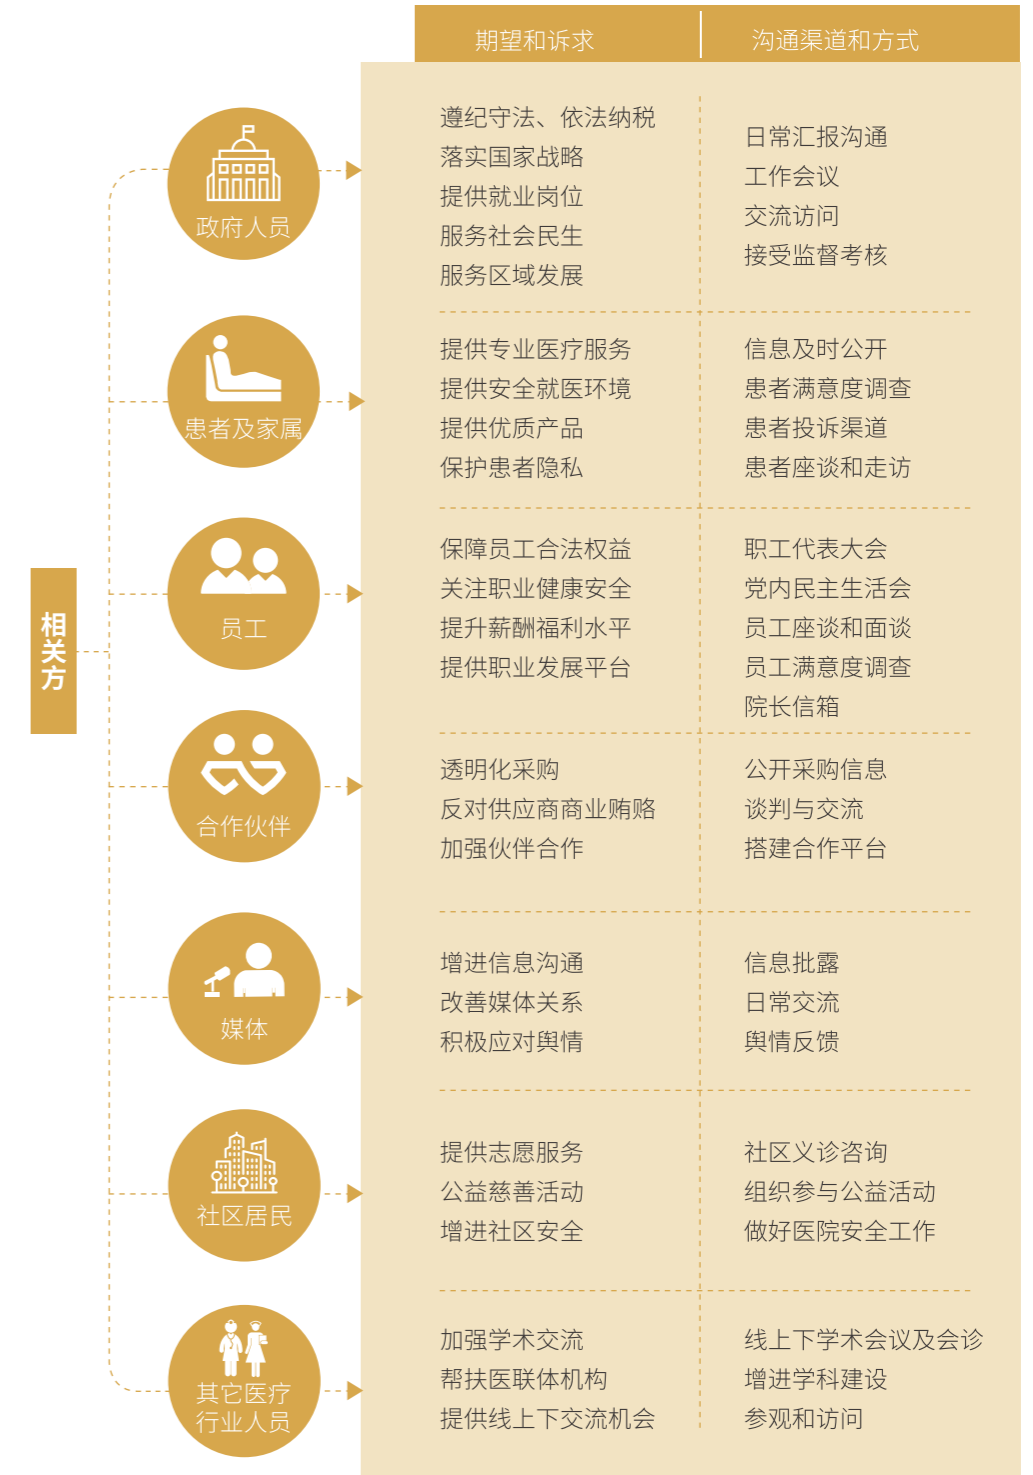 期望和诉求
沟通渠道和方式
相关方
政府人员
遵纪守法、依法纳税
落实国家战略
提供就业岗位
服务社会民生
服务区域发展
日常汇报沟通
工作会议
交流访问
接受监督考核
患者及家属
提供专业医疗服务
提供安全就医环境
提供优质产品
保护患者隐私
信息及时公开
患者满意度调查
患者投诉渠道
患者座谈和走访
员工
保障员工合法权益
关注职业健康安全
提升薪酬福利水平
提供职业发展平台
职工代表大会
党内民主生活会
员工座谈和面谈
员工满意度调查
院长信箱
合作伙伴
透明化采购
反对供应商商业贿赂
加强伙伴合作
公开采购信息
谈判与交流
搭建合作平台
媒体
增进信息沟通
改善媒体关系
积极应对舆情
信息批露
日常交流
舆情反馈
社区居民
提供志愿服务
公益慈善活动
增进社区安全
社区义诊咨询
组织参与公益活动
做好医院安全工作
其它医疗
行业人员
加强学术交流
帮扶医联体机构
提供线上下交流机会
线上下学术会议及会诊
增进学科建设
参观和访问